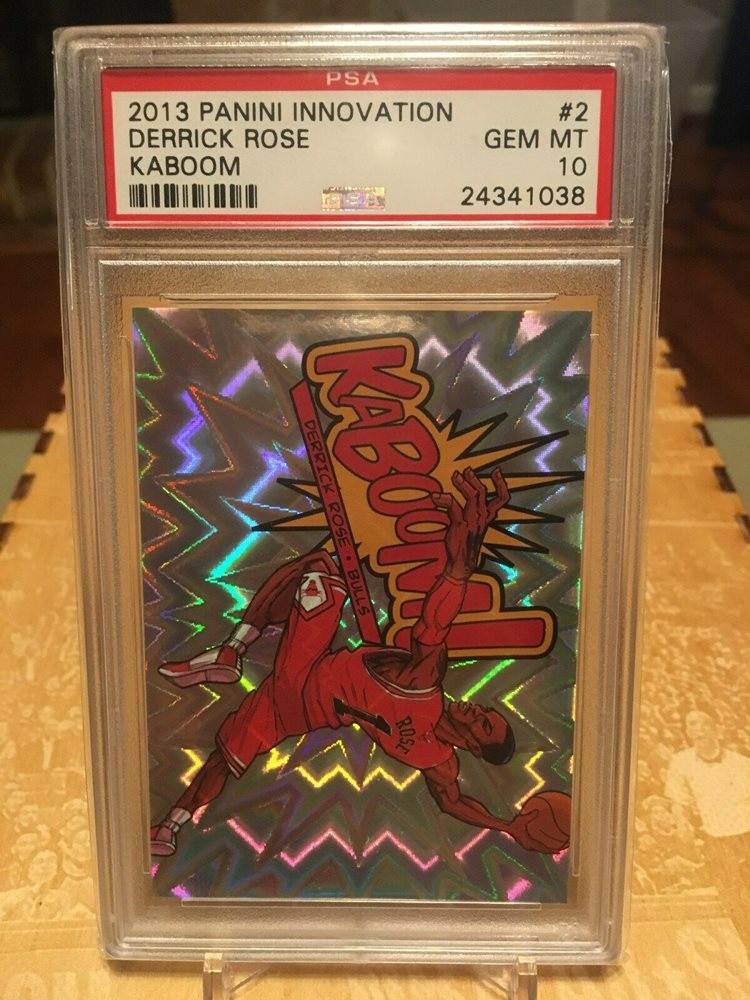 PSA
2013 PANINI INNOVATION #2
DERRICK ROSE GEM MT
KABOOM 10
24341038
KABOOM!
DERRICK ROSE • BULLS
ROSE
1